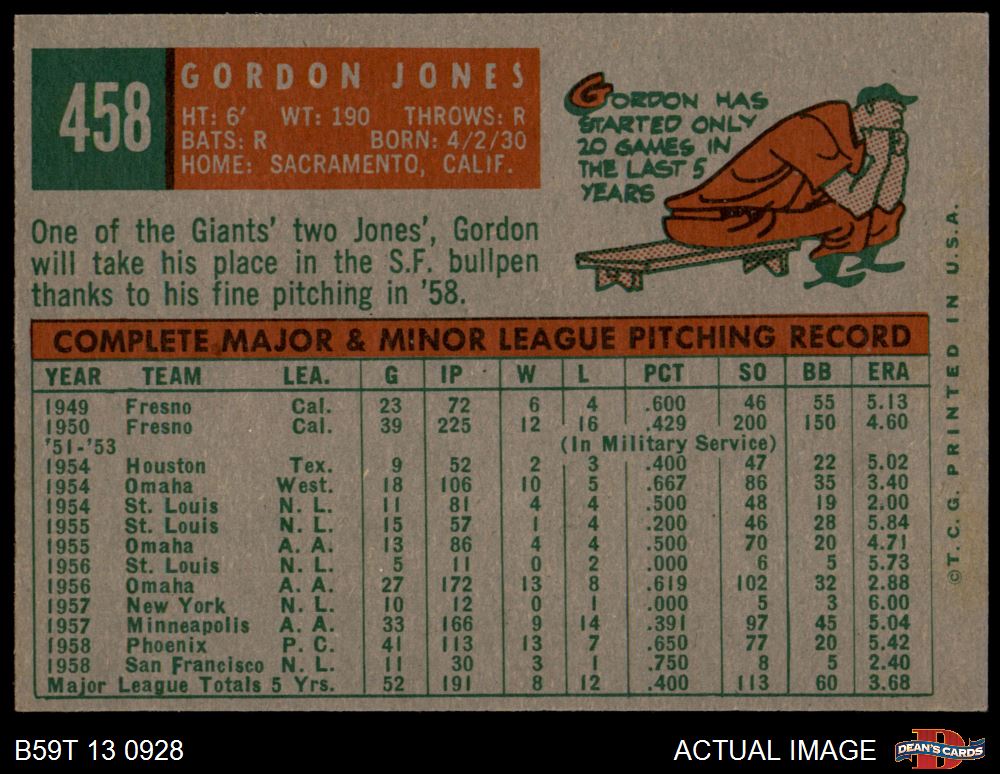 458
GORDON JONES
HT: 6' WT: 190 THROWS: R
BATS: R BORN: 4/2/30
HOME: SACRAMENTO, CALIF.
GORDON HAS
STARTED ONLY
20 GAMES IN
THE LAST 5
YEARS
One of the Giants' two Jones', Gordon
will take his place in the S.F. bullpen
thanks to his fine pitching in '58.
COMPLETE MAJOR & MINOR LEAGUE PITCHING RECORD
YEAR TEAM LEA. G IP W L PCT SO BB ERA
1949 Fresno Cal. 23 72 6 4 .600 46 55 5.13
1950 Fresno Cal. 39 225 12 16 .429 200 150 4.60
'51-'53 (In Military Service)
1954 Houston Tex. 9 52 2 3 .400 47 22 5.02
1954 Omaha West. 18 106 10 5 .667 86 35 3.40
1954 St. Louis N. L. 11 81 4 4 .500 48 19 2.00
1955 St. Louis N. L. 15 57 1 4 .200 46 28 5.84
1955 Omaha A. A. 13 86 4 4 .500 70 20 4.71
1956 St. Louis N. L. 5 11 0 2 .000 6 5 5.73
1956 Omaha A. A. 27 172 13 8 .619 102 32 2.88
1957 New York N. L. 10 12 0 1 .000 5 3 6.00
1957 Minneapolis A. A. 33 166 9 14 .391 97 45 5.04
1958 Phoenix P. C. 41 113 13 7 .650 77 20 5.42
1958 San Francisco N. L. 11 30 3 1 .750 8 5 2.40
Major League Totals 5 Yrs. 52 191 8 12 .400 113 60 3.68
©T.C.G. PRINTED IN U.S.A.
B59T 13 0928
ACTUAL IMAGE
D
DEAN'S CARDS